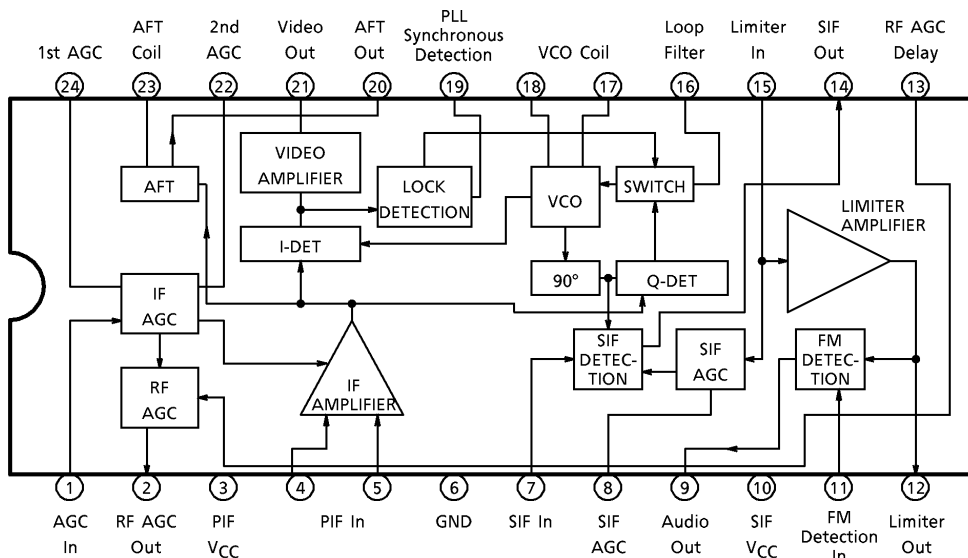 AFT 2nd Video AFT PLL Synchronous Detection VCO Coil Loop Limiter SIF RF AGC
1st AGC Coil AGC Out Out Filter In Out Delay
24 23 22 21 20 19 18 17 16 15 14 13
VIDEO
AMPLIFIER
AFT
LOCK
DETECTION
VCO
SWITCH
LIMITER
AMPLIFIER
I-DET
90°
Q-DET
IF
AGC
SIF
DETEC-
TION
SIF
AGC
FM
DETEC-
TION
RF
AGC
IF
AMPLIFIER
1 2 3 4 5 6 7 8 9 10 11 12
AGC RF AGC PIF PIF In GND SIF In SIF Audio SIF FM Limiter
In Out VCC AGC Out VCC Detection Out
In